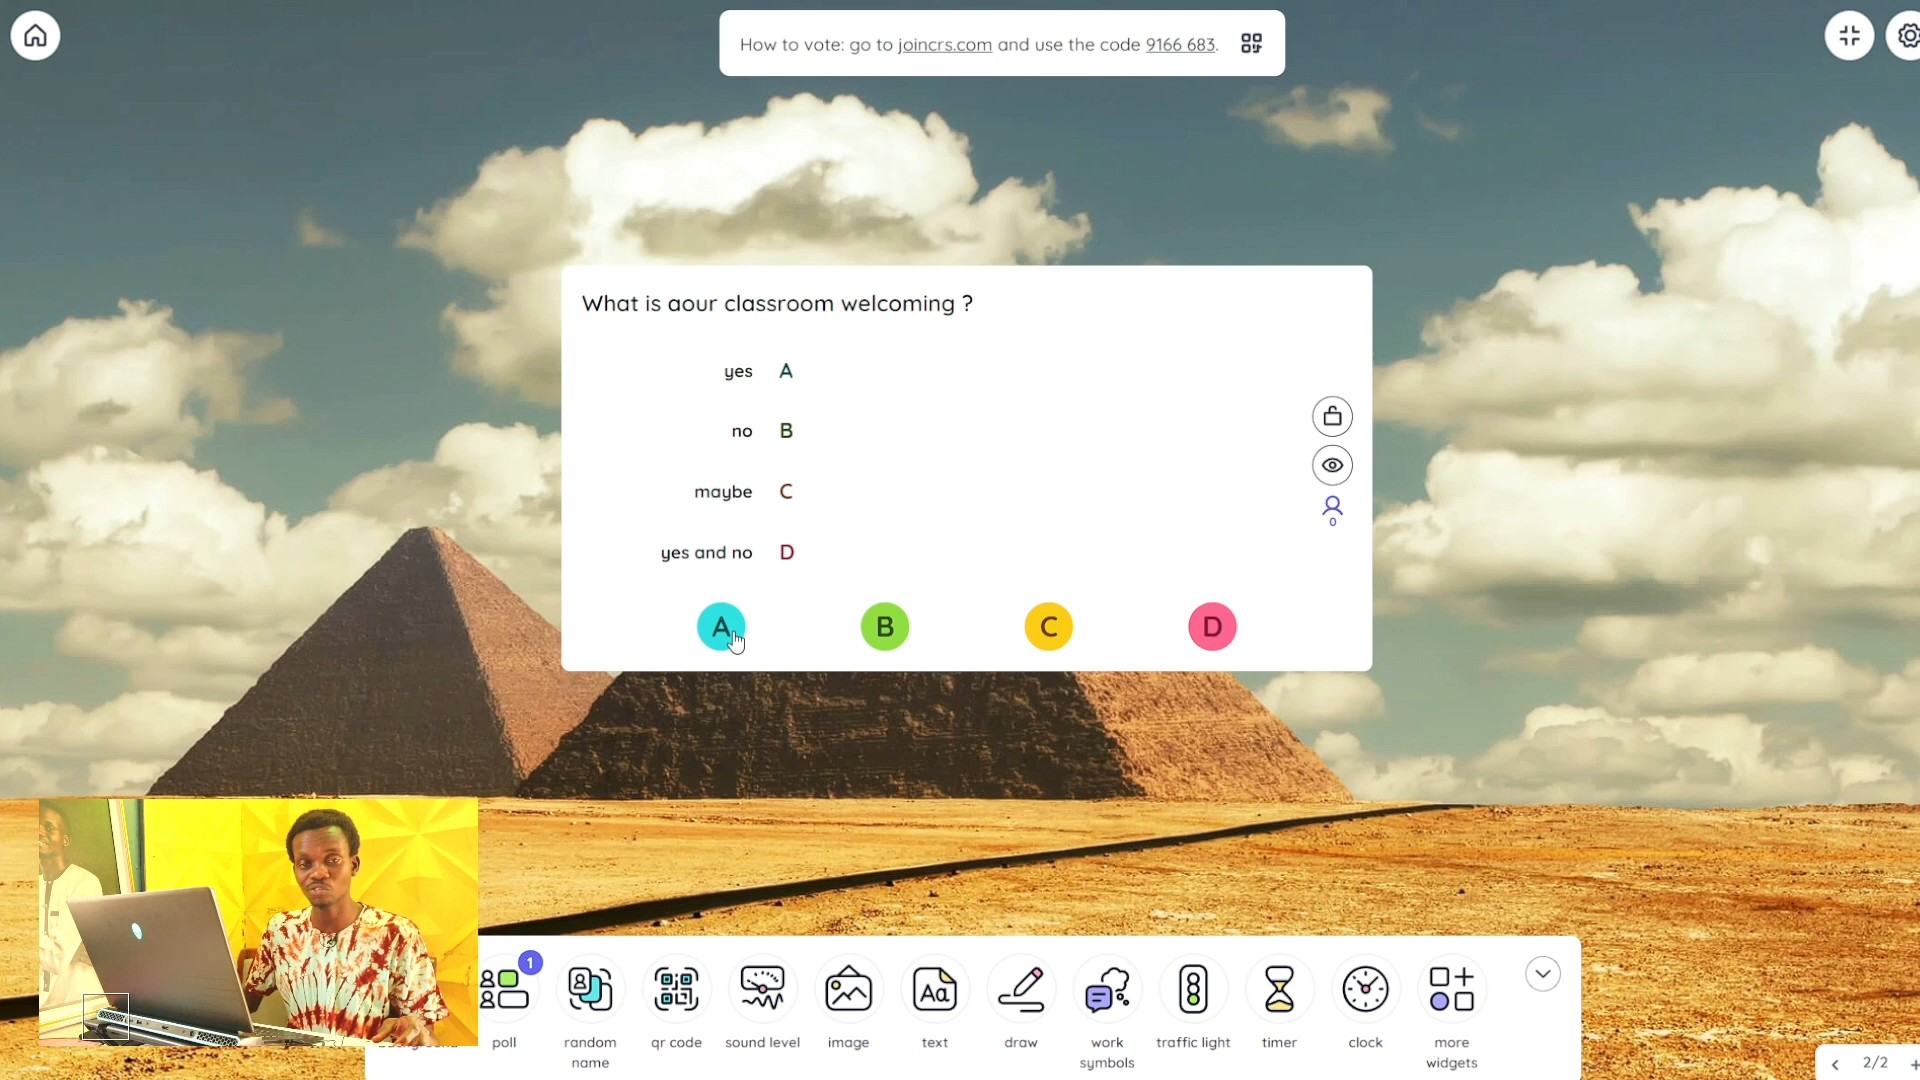 How to vote: go to joincrs.com and use the code 9166 683.
What is aour classroom welcoming ?
yes A
no B
maybe C
yes and no D
0
A B C D
1
poll
random name
qr code
sound level
image
Aa
text
draw
work symbols
traffic light
timer
clock
more widgets
2/2